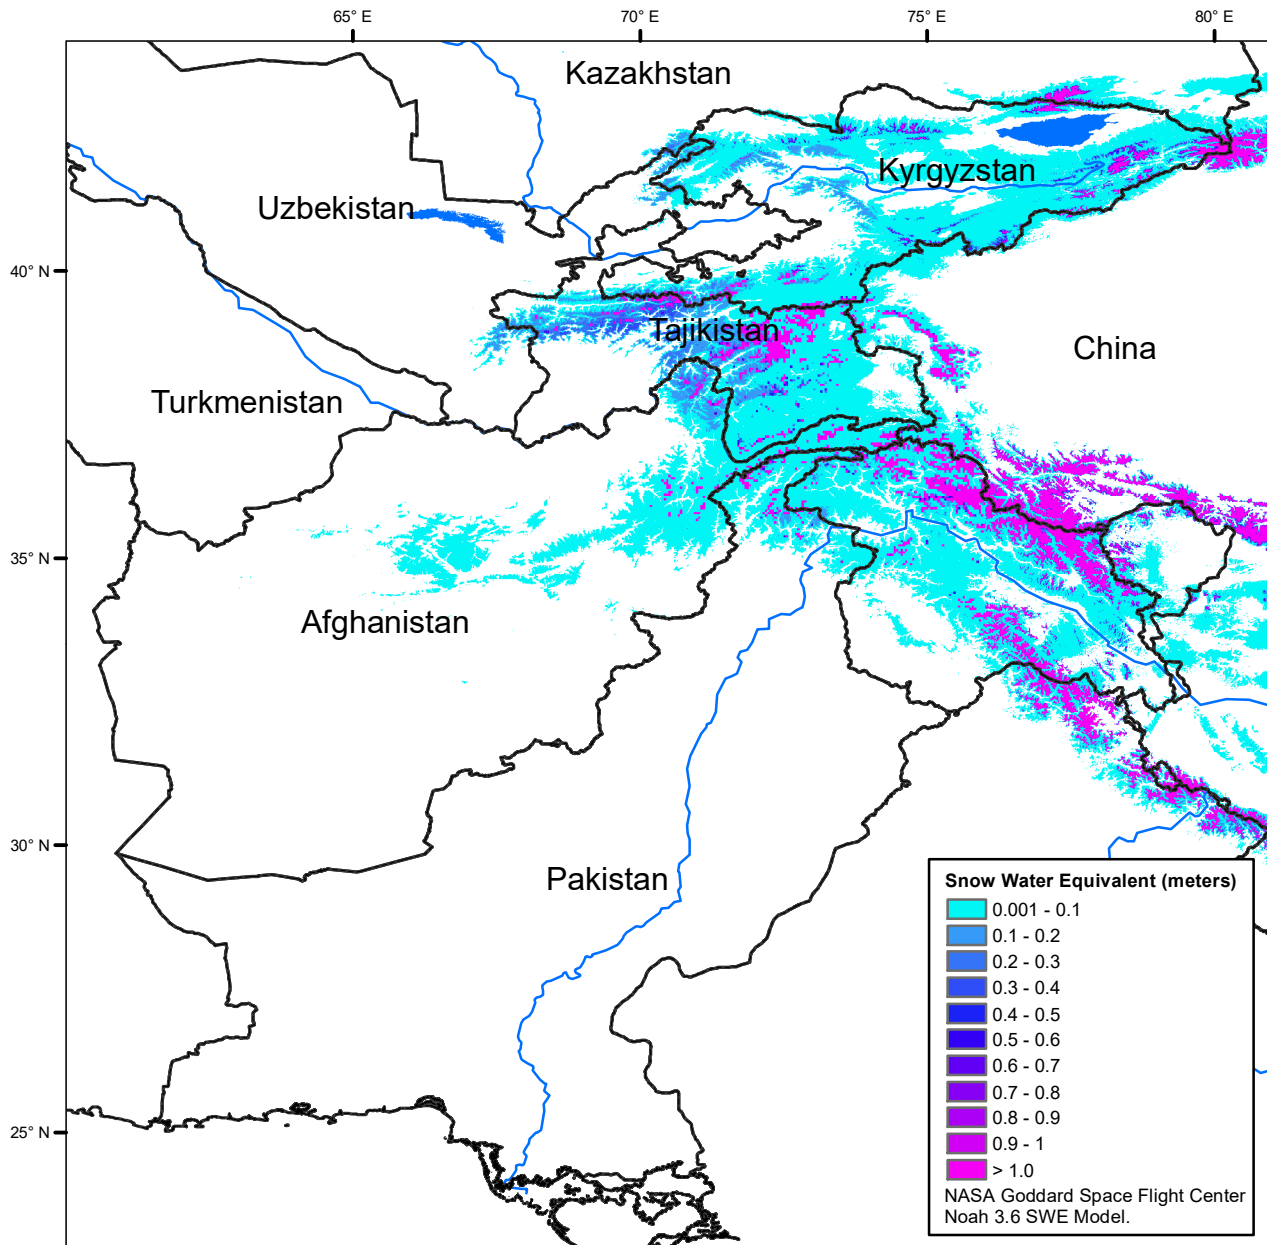 65° E
70° E
75° E
80° E
Kazakhstan
Kyrgyzstan
Uzbekistan
40° N
Tajikistan
China
Turkmenistan
35° N
Afghanistan
30° N
Pakistan
25° N
Snow Water Equivalent (meters)
0.001 - 0.1
0.1 - 0.2
0.2 - 0.3
0.3 - 0.4
0.4 - 0.5
0.5 - 0.6
0.6 - 0.7
0.7 - 0.8
0.8 - 0.9
0.9 - 1
> 1.0
NASA Goddard Space Flight Center
Noah 3.6 SWE Model.